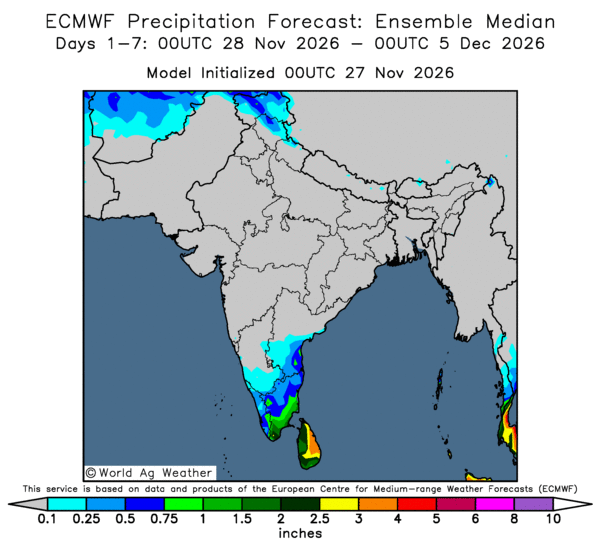 ECMWF Precipitation Forecast: Ensemble Median
Days 1-7: 00UTC 28 Nov 2026 - 00UTC 5 Dec 2026
Model Initialized 00UTC 27 Nov 2026
© World Ag Weather
This service is based on data and products of the European Centre for Medium-range Weather Forecasts (ECMWF)
0.1 0.25 0.5 0.75 1 1.5 2 2.5 3 4 5 6 8 10
inches